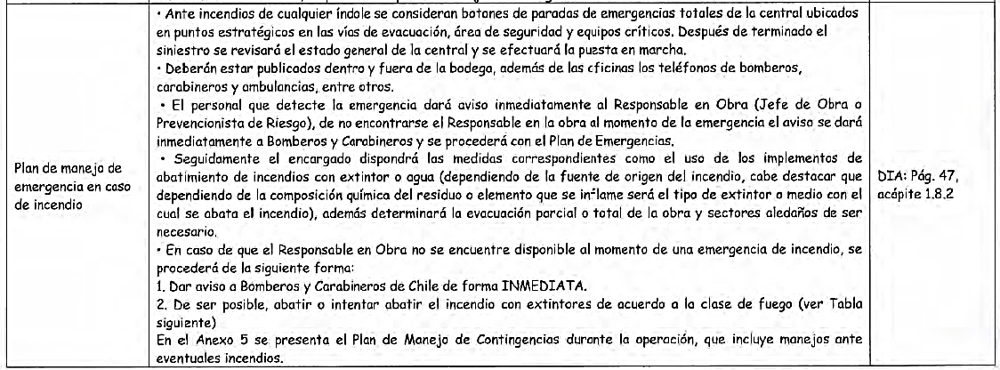 • Ante incendios de cualquier índole se consideran botones de paradas de emergencias totales de la central ubicados
en puntos estratégicos en las vías de evacuación, área de seguridad y equipos críticos. Después de terminado el
siniestro se revisará el estado general de la central y se efectuará la puesta en marcha.
• Deberán estar publicados dentro y fuera de la bodega, además de las oficinas los teléfonos de bomberos,
carabineros y ambulancias, entre otros.
• El personal que detecte la emergencia dará aviso inmediatamente al Responsable en Obra (Jefe de Obra o
Prevencionista de Riesgo), de no encontrarse el Responsable en la obra al momento de la emergencia el aviso se dará
inmediatamente a Bomberos y Carabineros y se procederá con el Plan de Emergencias.
Plan de manejo de
emergencia en caso
de incendio
• Seguidamente el encargado dispondrá las medidas correspondientes como el uso de los implementos de
abatimiento de incendios con extintor o agua (dependiendo de la fuente de origen del incendio, cabe destacar que
dependiendo de la composición química del residuo o elemento que se inflame será el tipo de extintor o medio con el
cual se abata el incendio), además determinará la evacuación parcial o total de la obra y sectores aledaños de ser
necesario.
DIA: Pág. 47,
acápite 1.8.2
• En caso de que el Responsable en Obra no se encuentre disponible al momento de una emergencia de incendio, se
procederá de la siguiente forma:
1. Dar aviso a Bomberos y Carabineros de Chile de forma INMEDIATA.
2. De ser posible, abatir o intentar abatir el incendio con extintores de acuerdo a la clase de fuego (ver Tabla
siguiente)
En el Anexo 5 se presenta el Plan de Manejo de Contingencias durante la operación, que incluye manejos ante
eventuales incendios.